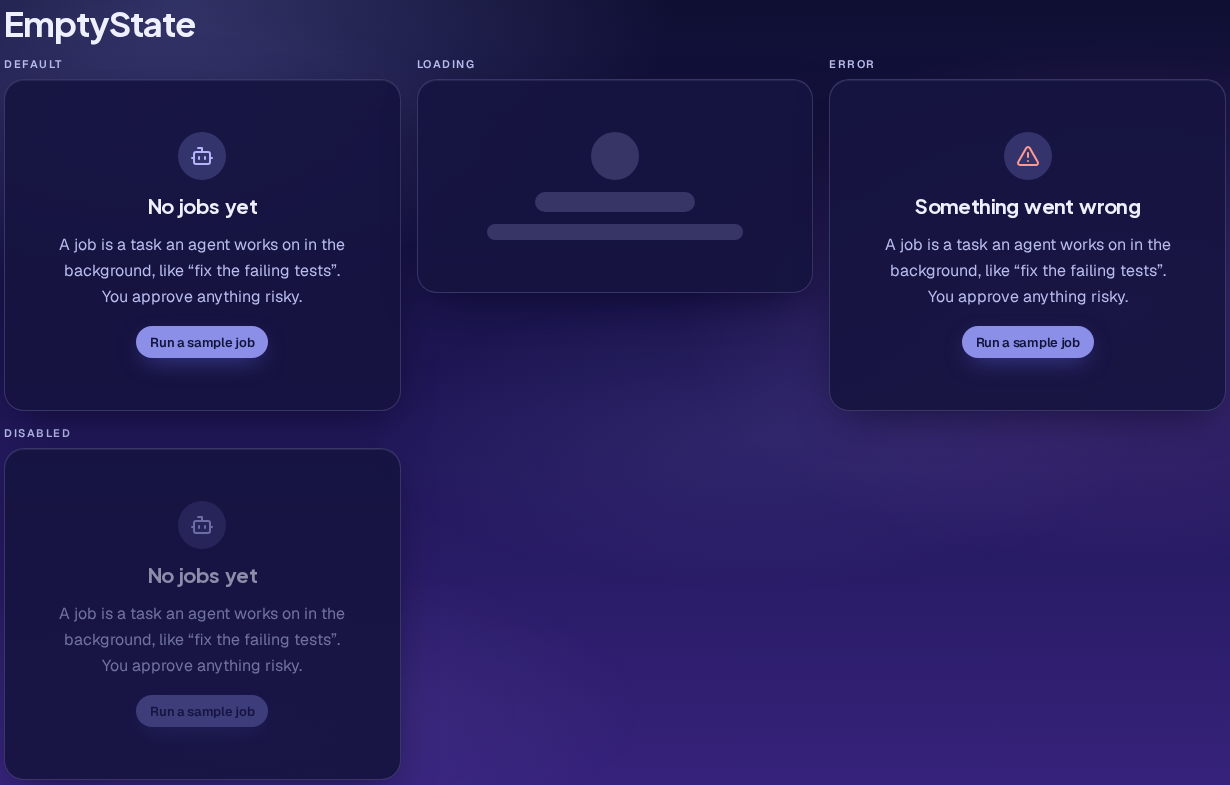 EmptyState
DEFAULT
No jobs yet
A job is a task an agent works on in the
background, like “fix the failing tests”.
You approve anything risky.
Run a sample job
LOADING
ERROR
Something went wrong
A job is a task an agent works on in the
background, like “fix the failing tests”.
You approve anything risky.
Run a sample job
DISABLED
No jobs yet
A job is a task an agent works on in the
background, like “fix the failing tests”.
You approve anything risky.
Run a sample job